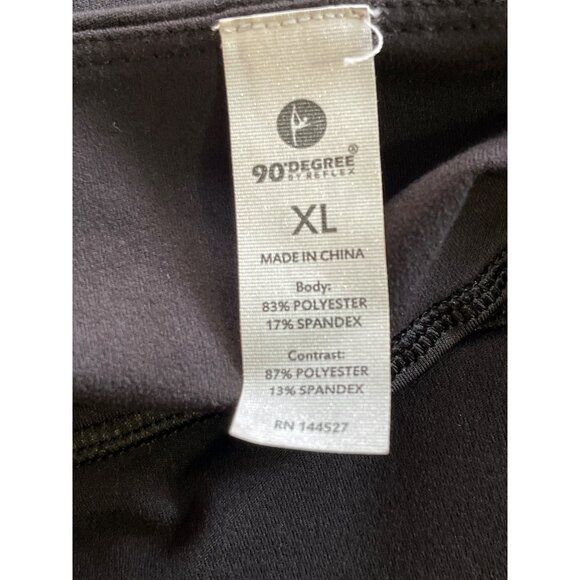 90°DEGREE®
BY REFLEX
XL
MADE IN CHINA
Body:
83% POLYESTER
17% SPANDEX
Contrast:
87% POLYESTER
13% SPANDEX
RN 144527